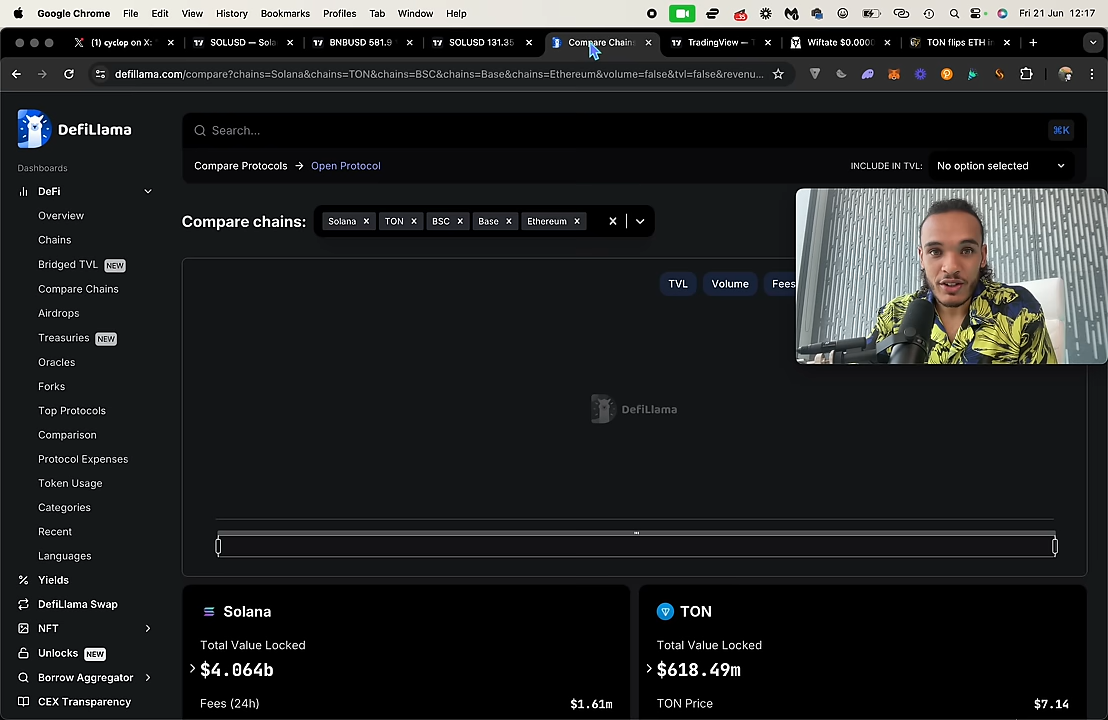 Google Chrome File Edit View History Bookmarks Profiles Tab Window Help Fri 21 Jun 12:17
(1) cyclop on X: SOLUSD — Sola BNBUSD 581.9 SOLUSD 131.35 Compare Chain TradingView — Wiftate $0.000 TON flips ETH in
defillama.com/compare?chains=Solana&chains=TON&chains=BSC&chains=Base&chains=Ethereum&volume=false&tvl=false&revenu...
DefiLlama
Search...
⌘K
Compare Protocols → Open Protocol
INCLUDE IN TVL: No option selected
Dashboards
DeFi
Overview
Chains
Bridged TVL NEW
Compare Chains
Airdrops
Treasuries NEW
Oracles
Forks
Top Protocols
Comparison
Protocol Expenses
Token Usage
Categories
Recent
Languages
Yields
DefiLlama Swap
NFT
Unlocks NEW
Borrow Aggregator
CEX Transparency
Compare chains: Solana TON BSC Base Ethereum
TVL Volume Fees
DefiLlama
Solana
Total Value Locked
$4.064b
Fees (24h) $1.61m
TON
Total Value Locked
$618.49m
TON Price $7.14